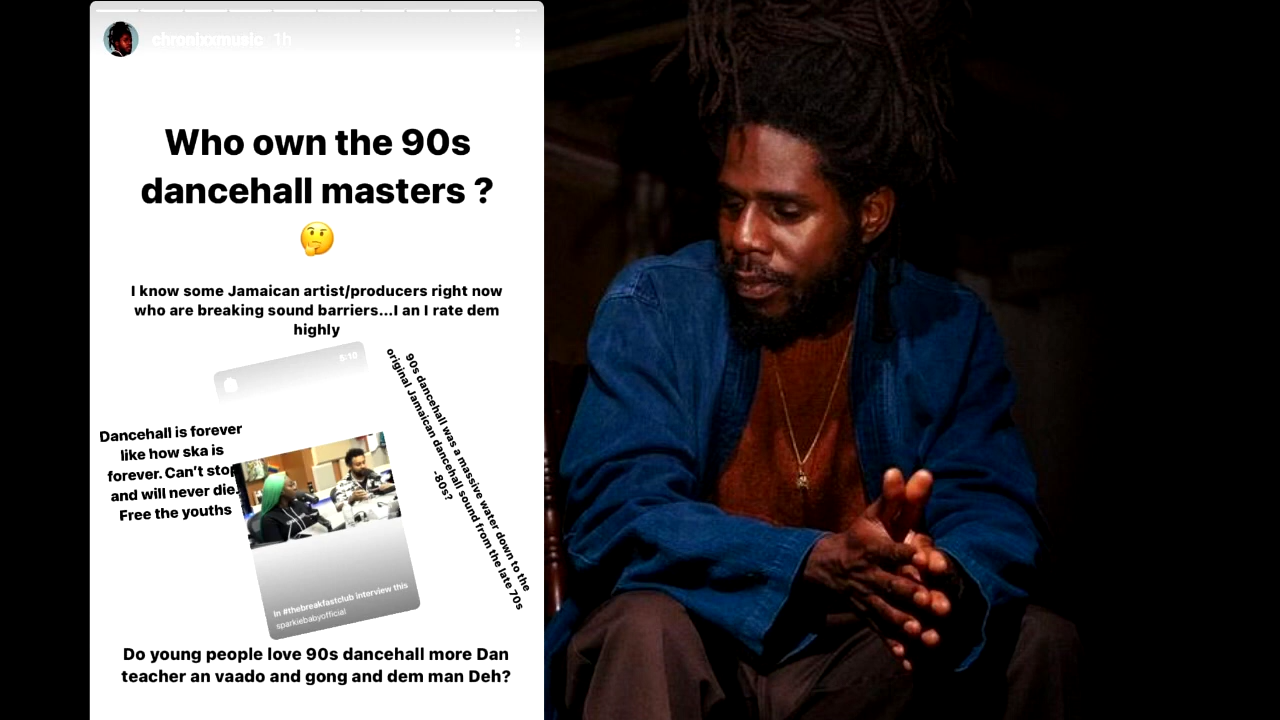 chronixxmusic 1h
Who own the 90s
dancehall masters ?
🤔
I know some Jamaican artist/producers right now
who are breaking sound barriers...I an I rate dem
highly
5:10
90s dancehall was a massive water down to the
original Jamaican dancehall sound from the late 70s
-80s?
Dancehall is forever
like how ska is
forever. Can't stop
and will never die.
Free the youths
In #thebreakfastclub interview this
sparkiebabyofficial
Do young people love 90s dancehall more Dan
teacher an vaado and gong and dem man Deh?